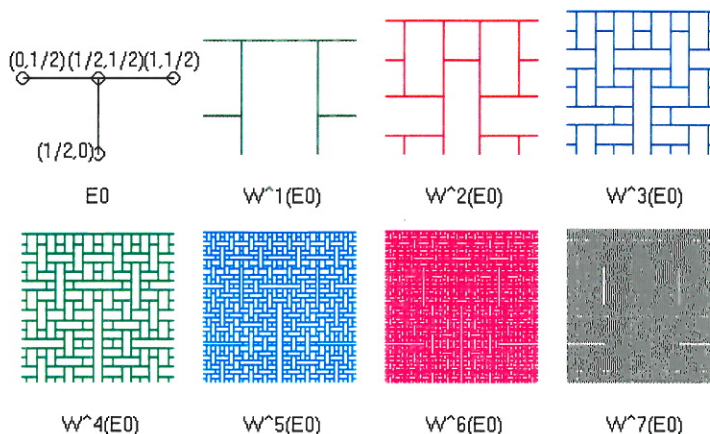 (0,1/2)(1/2,1/2)(1,1/2)
(1/2,0)
E0
W^1(E0)
W^2(E0)
W^3(E0)
W^4(E0)
W^5(E0)
W^6(E0)
W^7(E0)